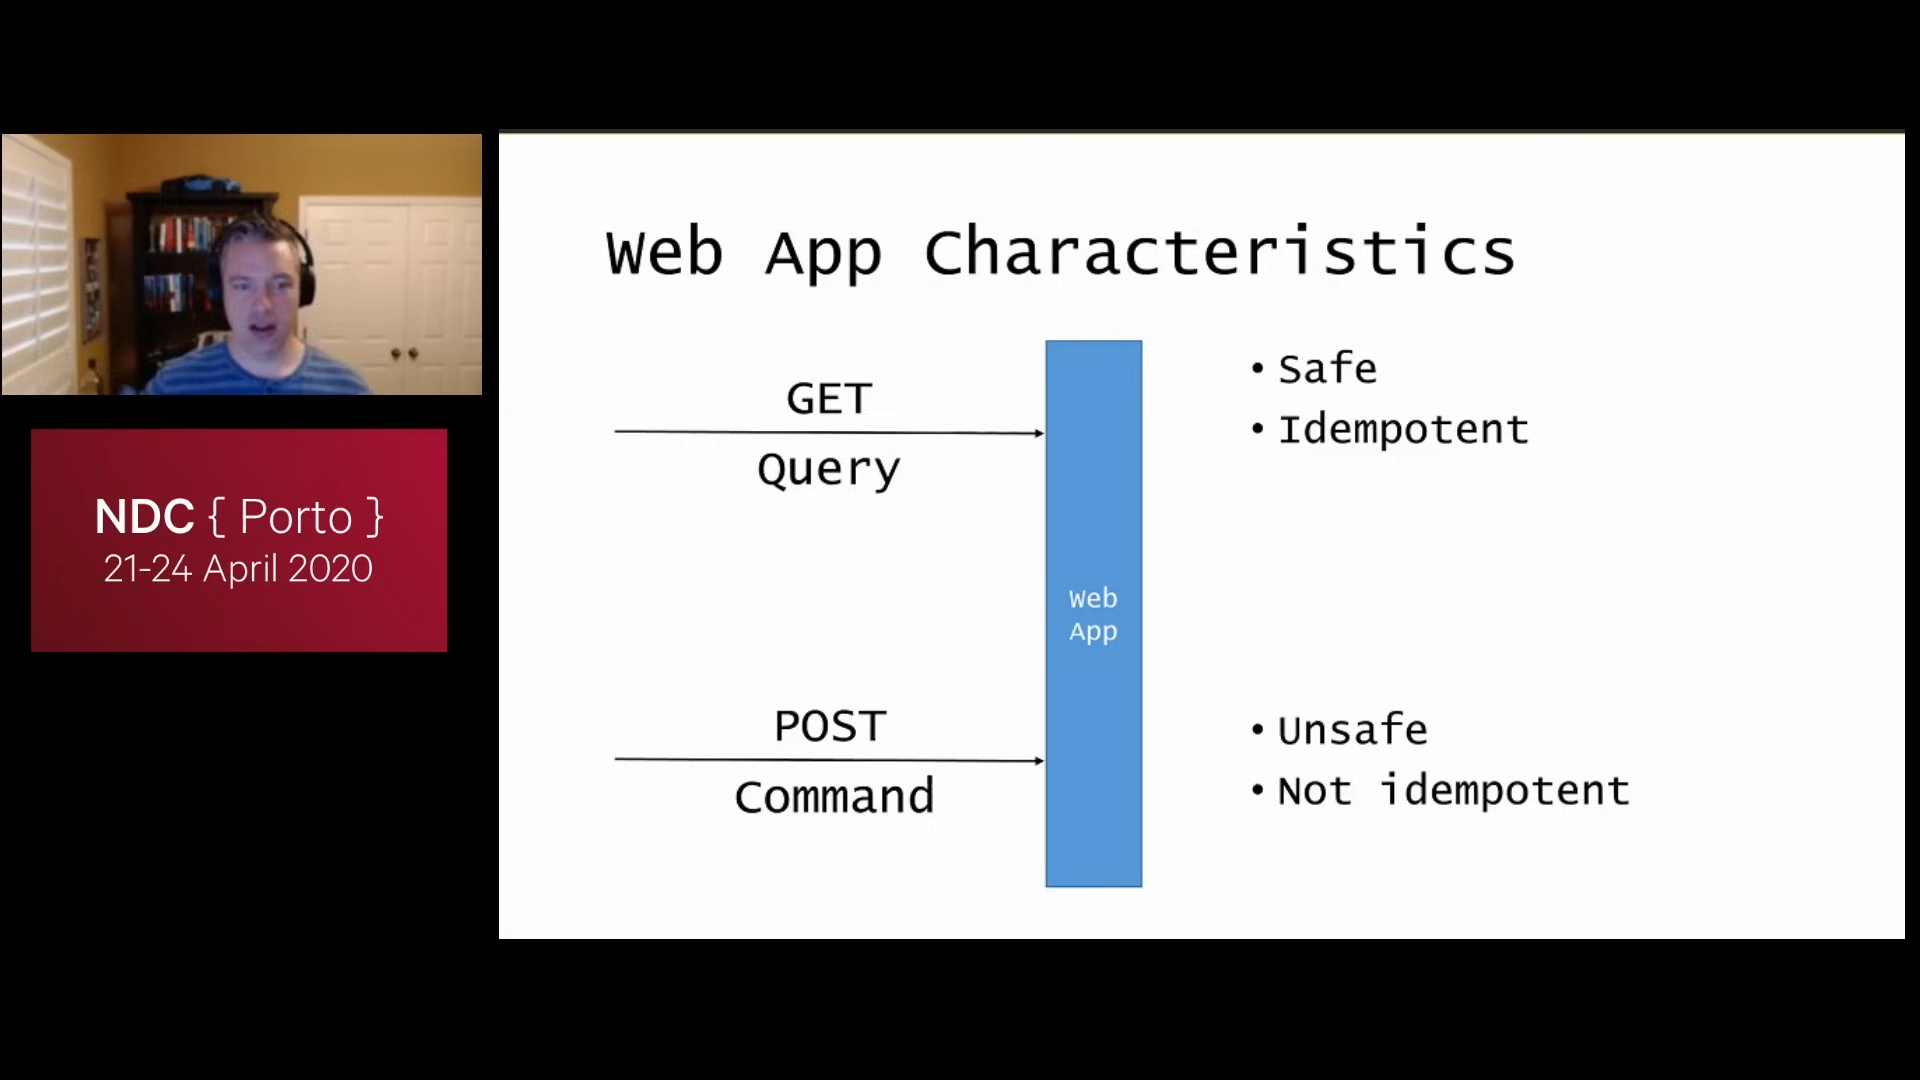 NDC { Porto }
21-24 April 2020
Web App Characteristics
GET
Query
• Safe
• Idempotent
Web
App
POST
Command
• Unsafe
• Not idempotent